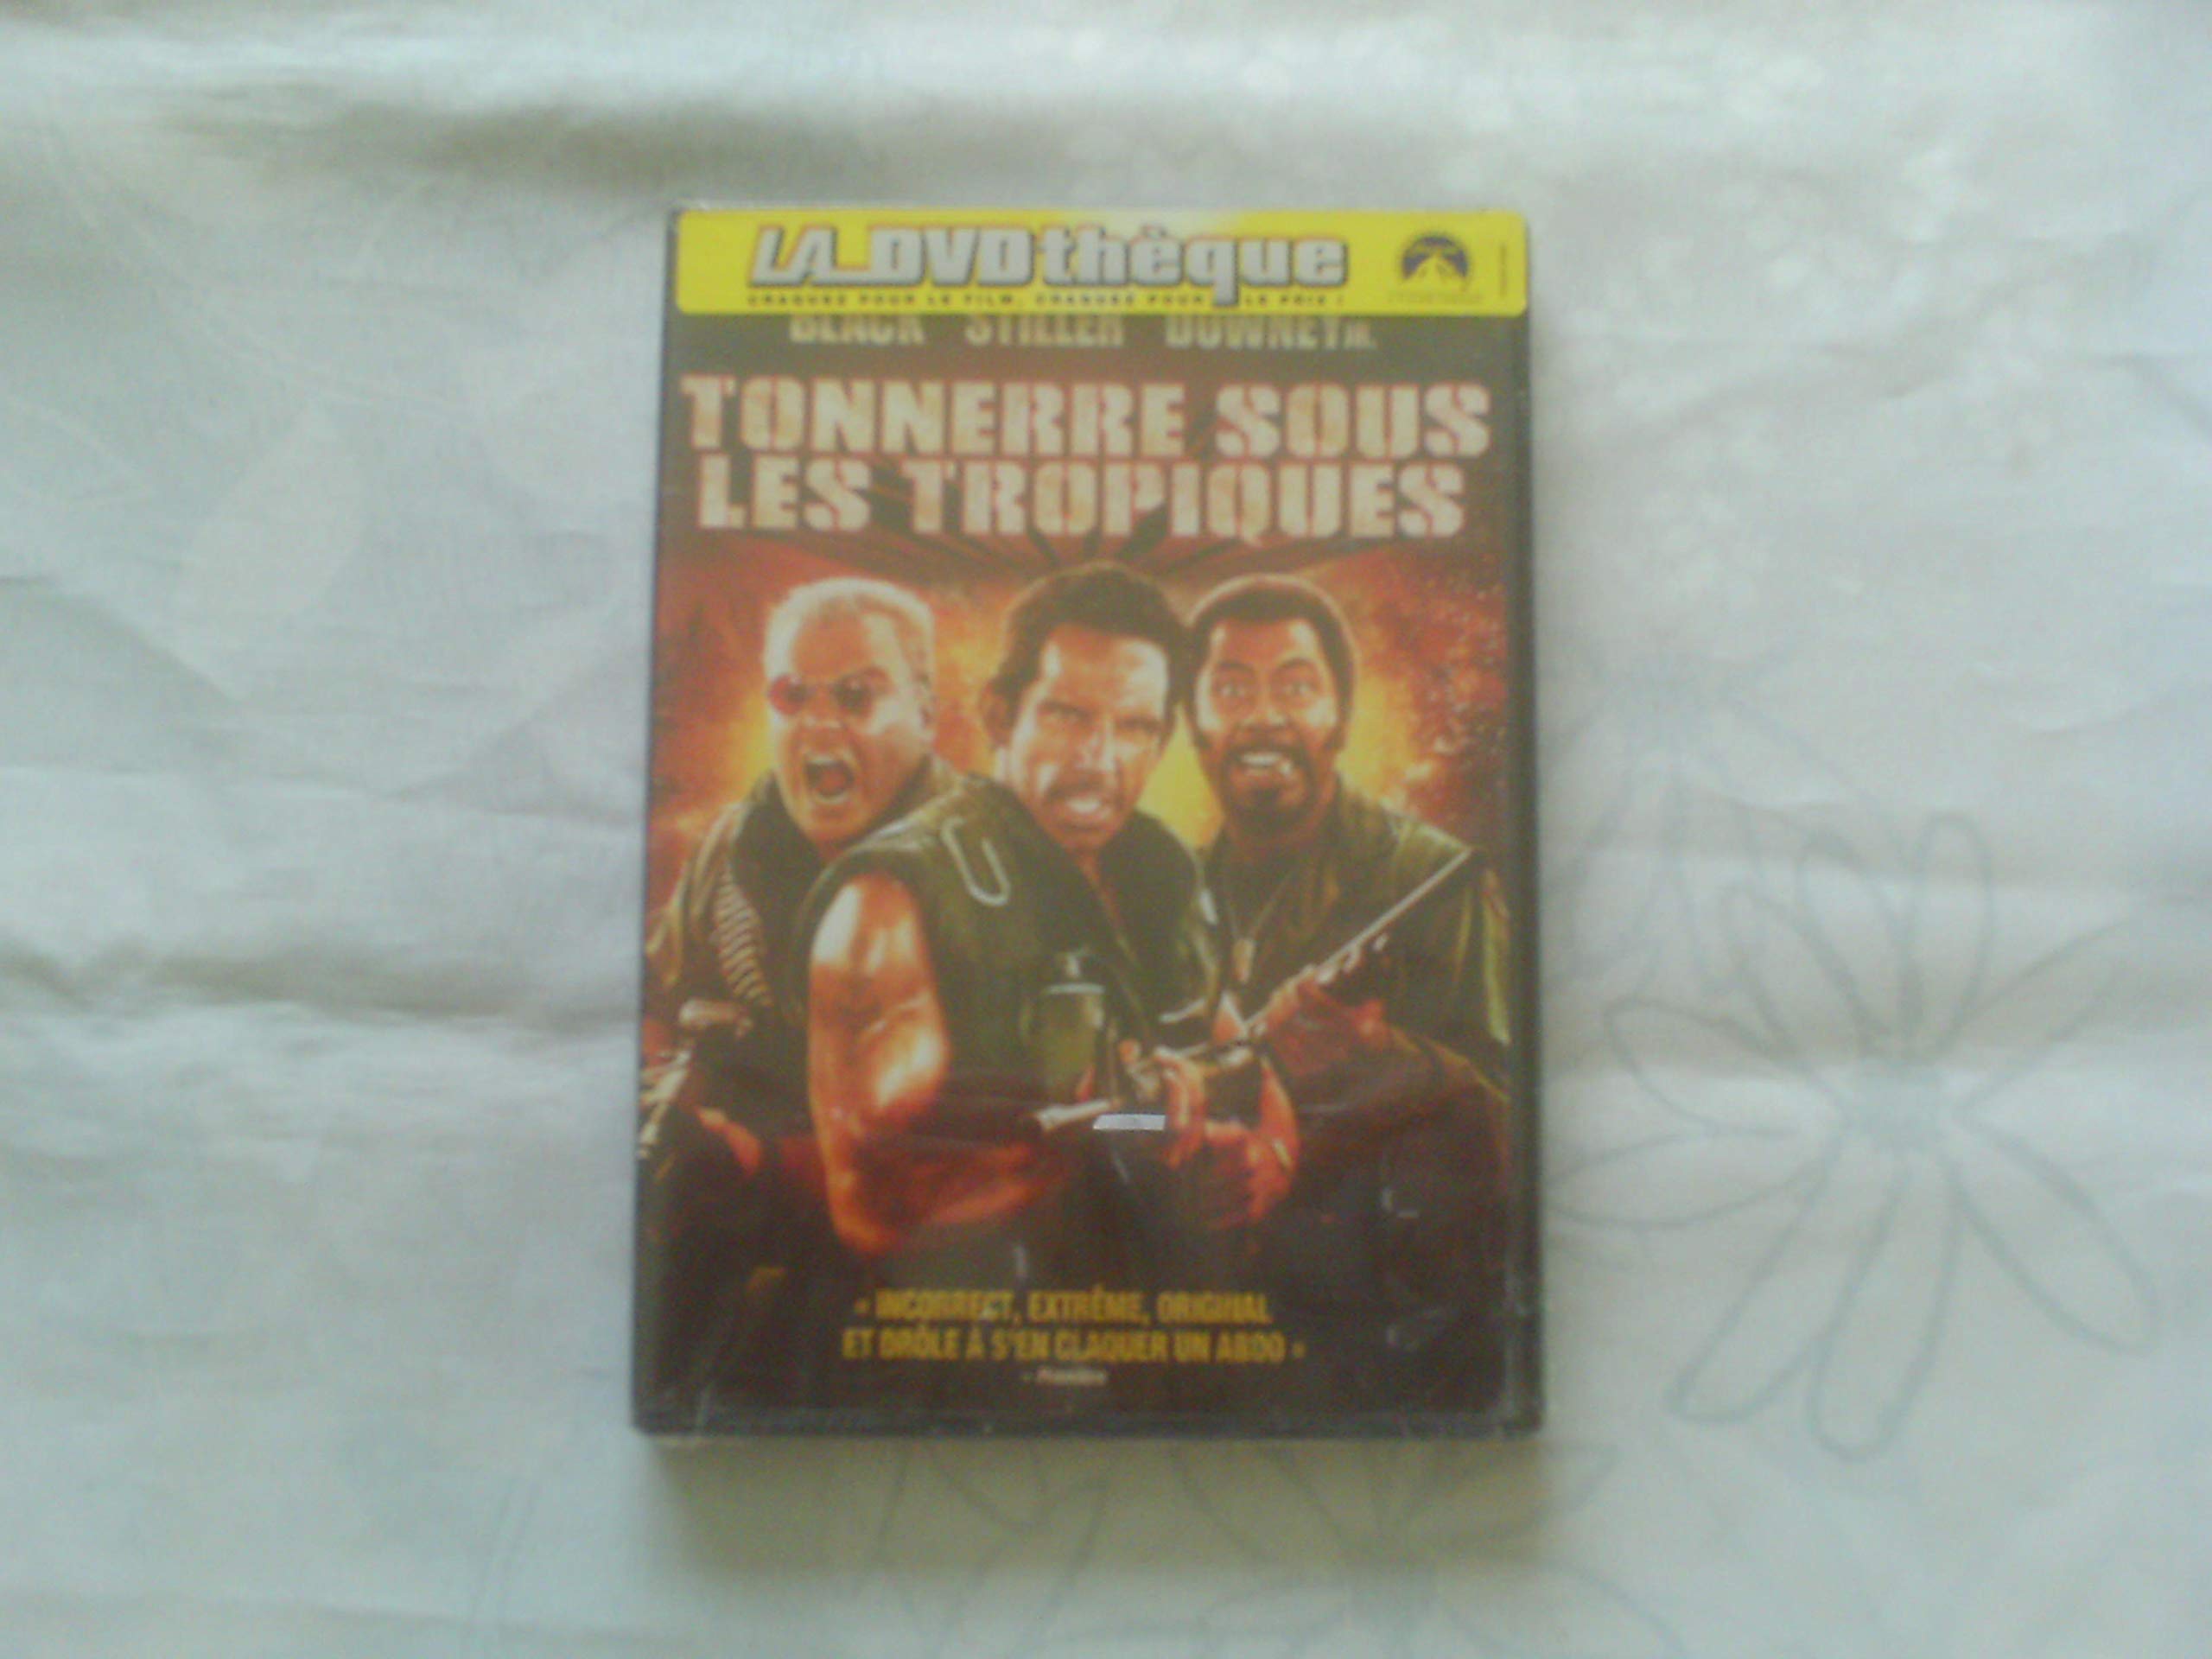 LA DVDthèque
CRAQUEZ POUR LE FILM, CRAQUEZ POUR LE PRIX !
BLACK STILLER DOWNEY JR.
TONNERRE SOUS
LES TROPIQUES
« INCORRECT, EXTRÊME, ORIGINAL
ET DRÔLE À S'EN CLAQUER UN ABDO »
- Première